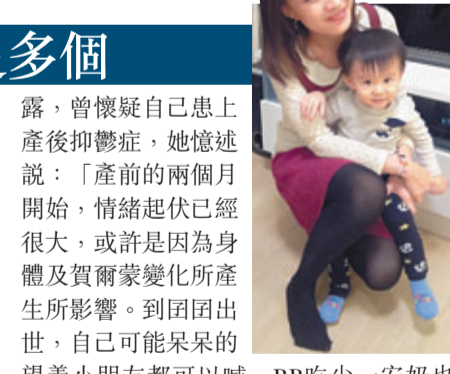 多個
露，曾懷疑自己患上
產後抑鬱症，她憶述
說：「產前的兩個月
開始，情緒起伏已經
很大，或許是因為身
體及賀爾蒙變化所產
生所影響。到囝囝出
世，自己可能呆呆的